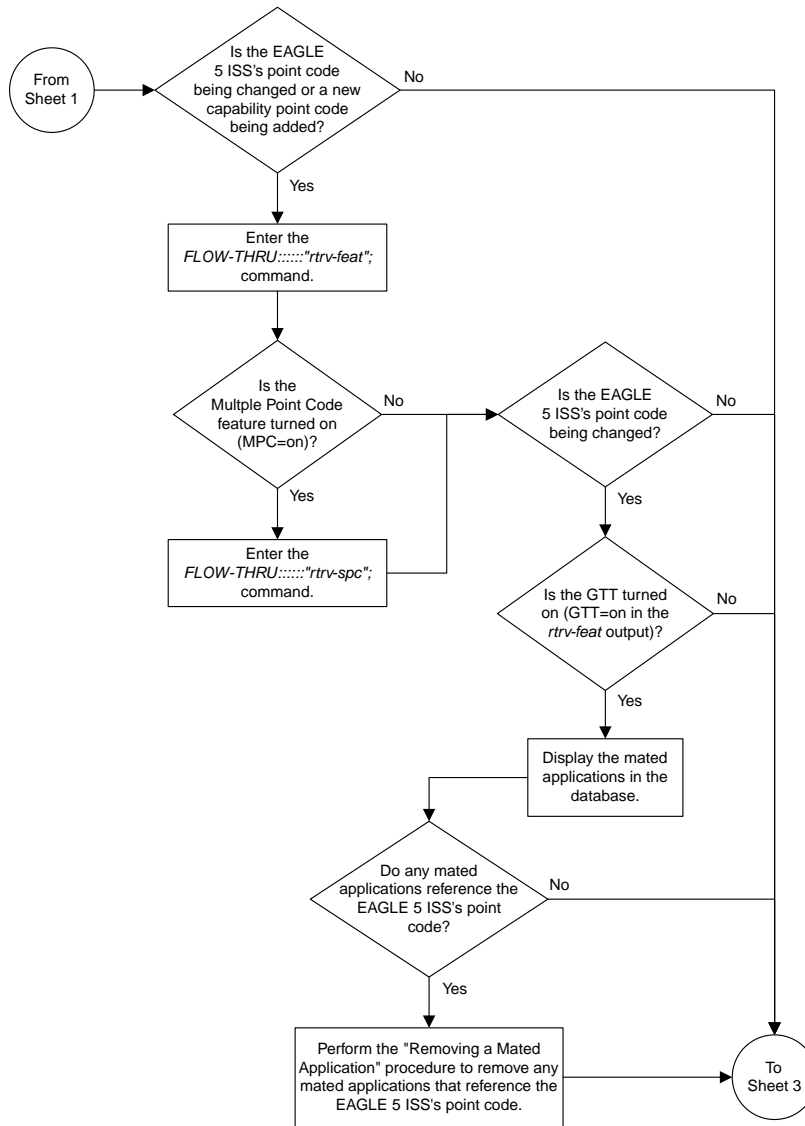 From
Sheet 1
Is the EAGLE
5 ISS's point code
being changed or a new
capability point code
being added?
No
Yes
Enter the
FLOW-THRU::::::"rtrv-feat";
command.
Is the
Multple Point Code
feature turned on
(MPC=on)?
No
Yes
Enter the
FLOW-THRU::::::"rtrv-spc";
command.
Is the EAGLE
5 ISS's point code
being changed?
No
Yes
Is the GTT turned
on (GTT=on in the
rtrv-feat output)?
No
Yes
Display the mated
applications in the
database.
Do any mated
applications reference the
EAGLE 5 ISS's point
code?
No
Yes
Perform the "Removing a Mated
Application" procedure to remove any
mated applications that reference the
EAGLE 5 ISS's point code.
To
Sheet 3